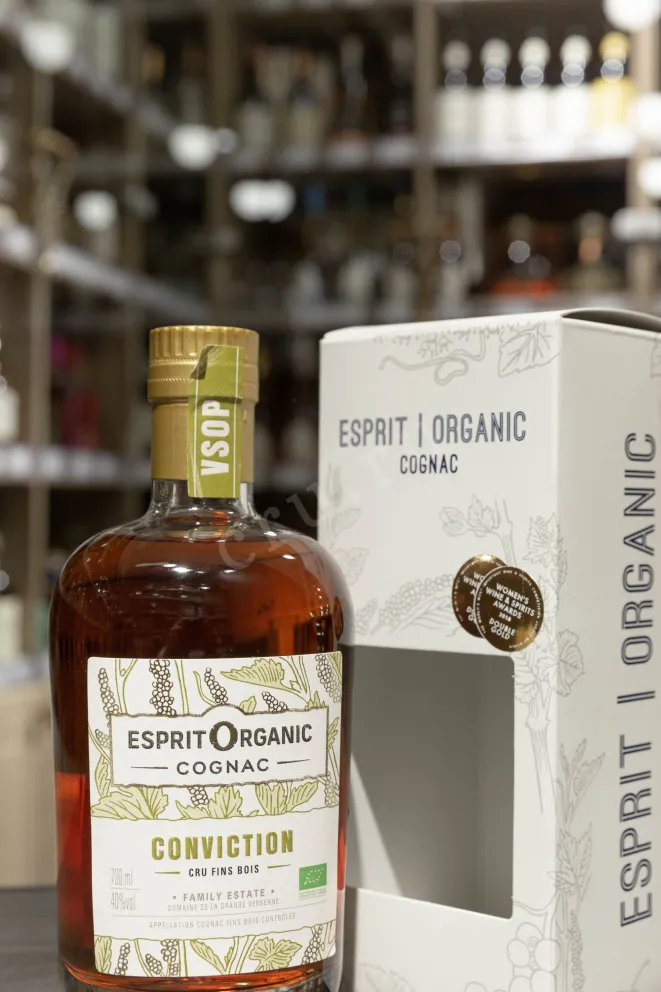 VSOP
ESPRIT ORGANIC
COGNAC
CONVICTION
CRU FINS BOIS
700 ml
40%vol
• FAMILY ESTATE •
DOMAINE DE LA GRANDE VERRENNE
APPELLATION COGNAC FINS BOIS CONTRÔLÉE
ESPRIT | ORGANIC
COGNAC
WOMEN'S
WINE & SPIRITS
AWARDS
2018
DOUBLE
GOLD
ESPRIT | ORGANIC